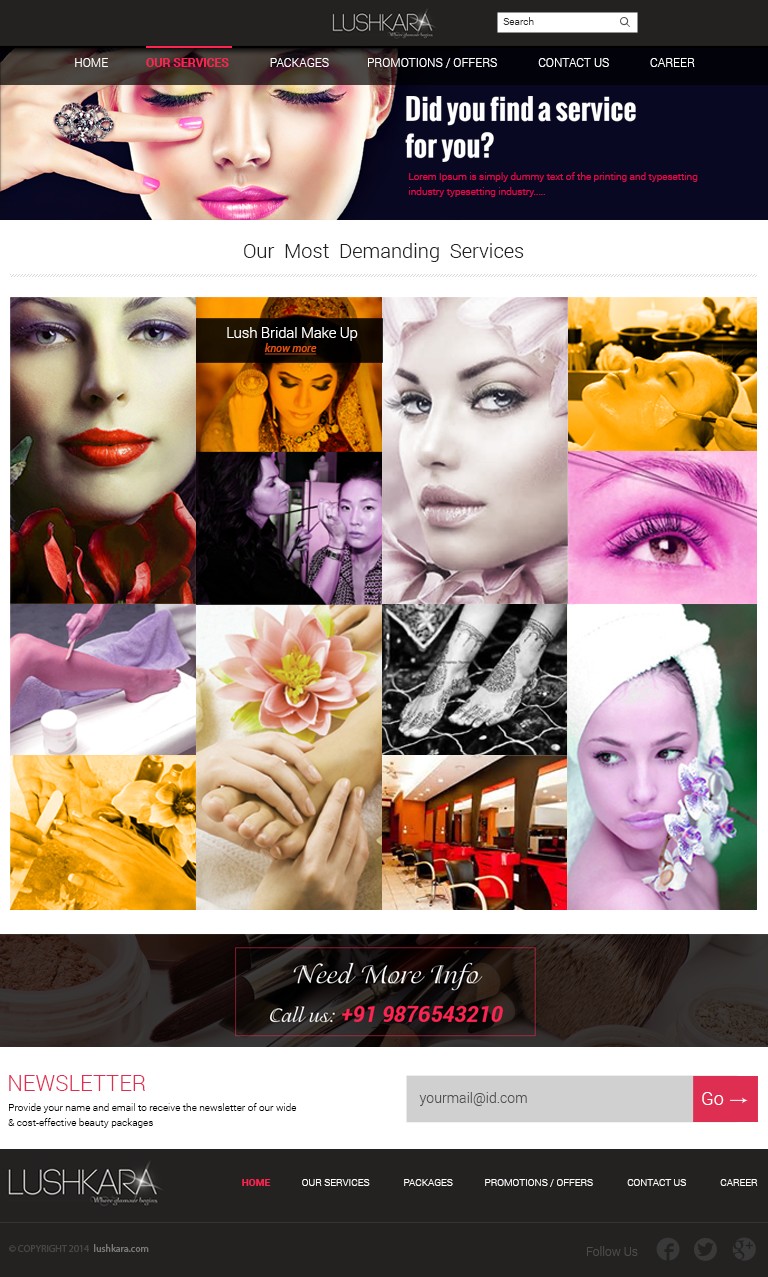 LUSHKARA
Search
HOME OUR SERVICES PACKAGES PROMOTIONS / OFFERS CONTACT US CAREER
Did you find a service
for you?
Lorem Ipsum is simply dummy text of the printing and typesetting
industry typesetting industry.....
Our Most Demanding Services
Lush Bridal Make Up
know more
Need More Info
Call us: +91 9876543210
NEWSLETTER
Provide your name and email to receive the newsletter of our wide
& cost-effective beauty packages
yourmail@id.com
Go →
LUSHKARA
Where glamour begins
HOME OUR SERVICES PACKAGES PROMOTIONS / OFFERS CONTACT US CAREER
© COPYRIGHT 2014 lushkara.com
Follow Us